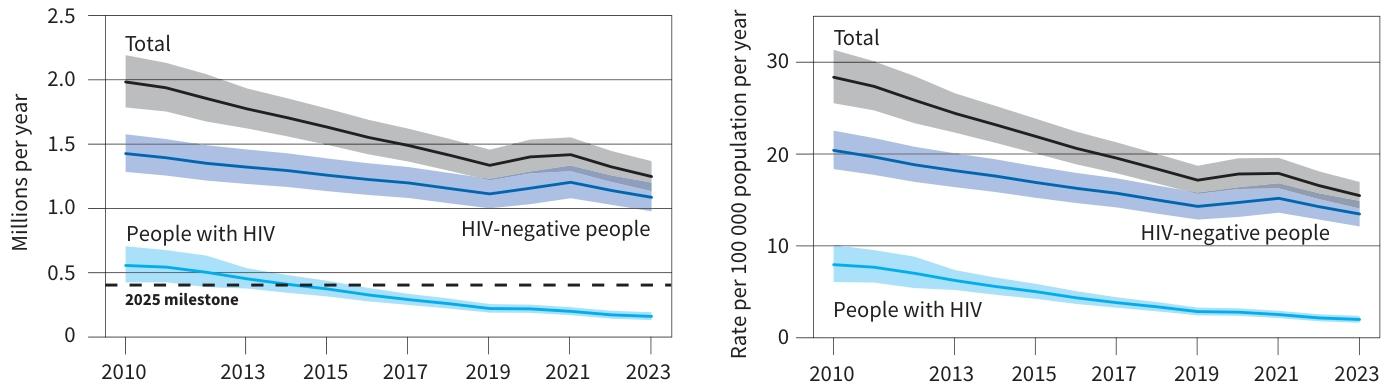 Millions per year
2.5
2.0
1.5
1.0
0.5
0
Total
People with HIV
HIV-negative people
2025 milestone
2010 2013 2015 2017 2019 2021 2023
Rate per 100 000 population per year
30
20
10
0
Total
HIV-negative people
People with HIV
2010 2013 2015 2017 2019 2021 2023